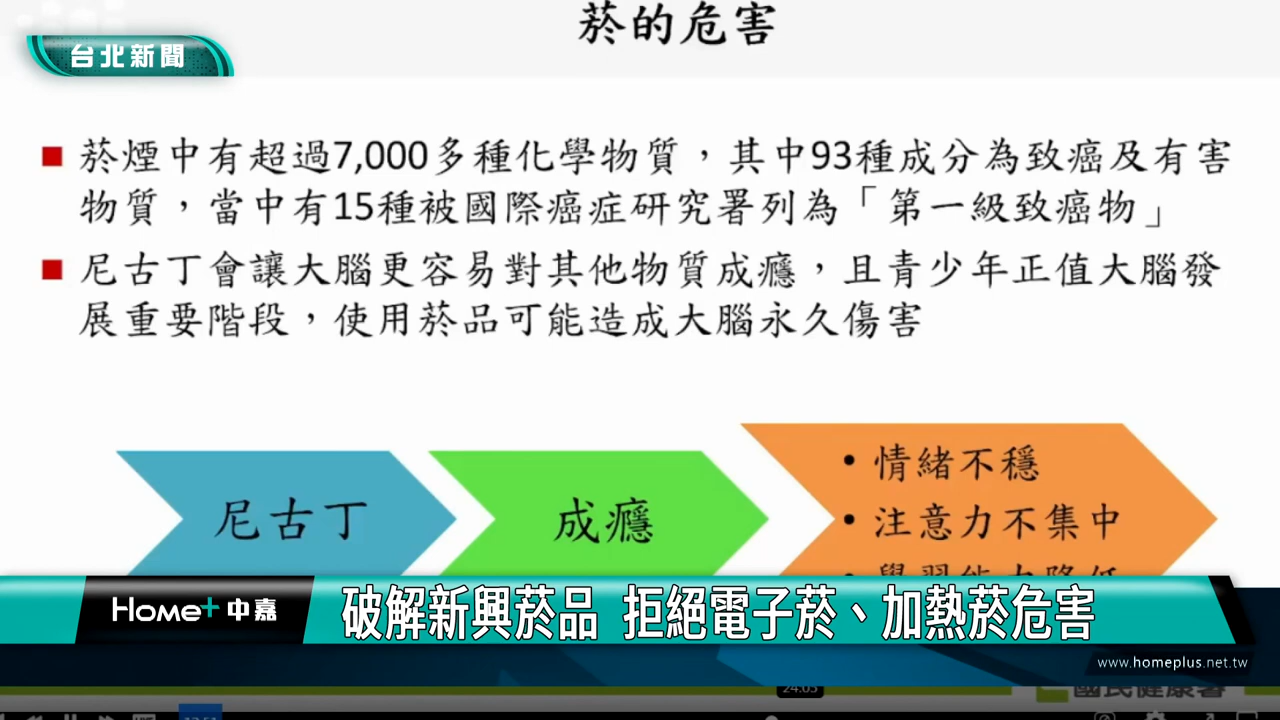 菸的危害
台北新聞
菸煙中有超過7,000多種化學物質，其中93種成分為致癌及有害
物質，當中有15種被國際癌症研究署列為「第一級致癌物」
尼古丁會讓大腦更容易對其他物質成癮，且青少年正值大腦發
展重要階段，使用菸品可能造成大腦永久傷害
尼古丁
成癮
• 情緒不穩
• 注意力不集中
Home+中嘉
破解新興菸品 拒絕電子菸、加熱菸危害
www.homeplus.net.tw